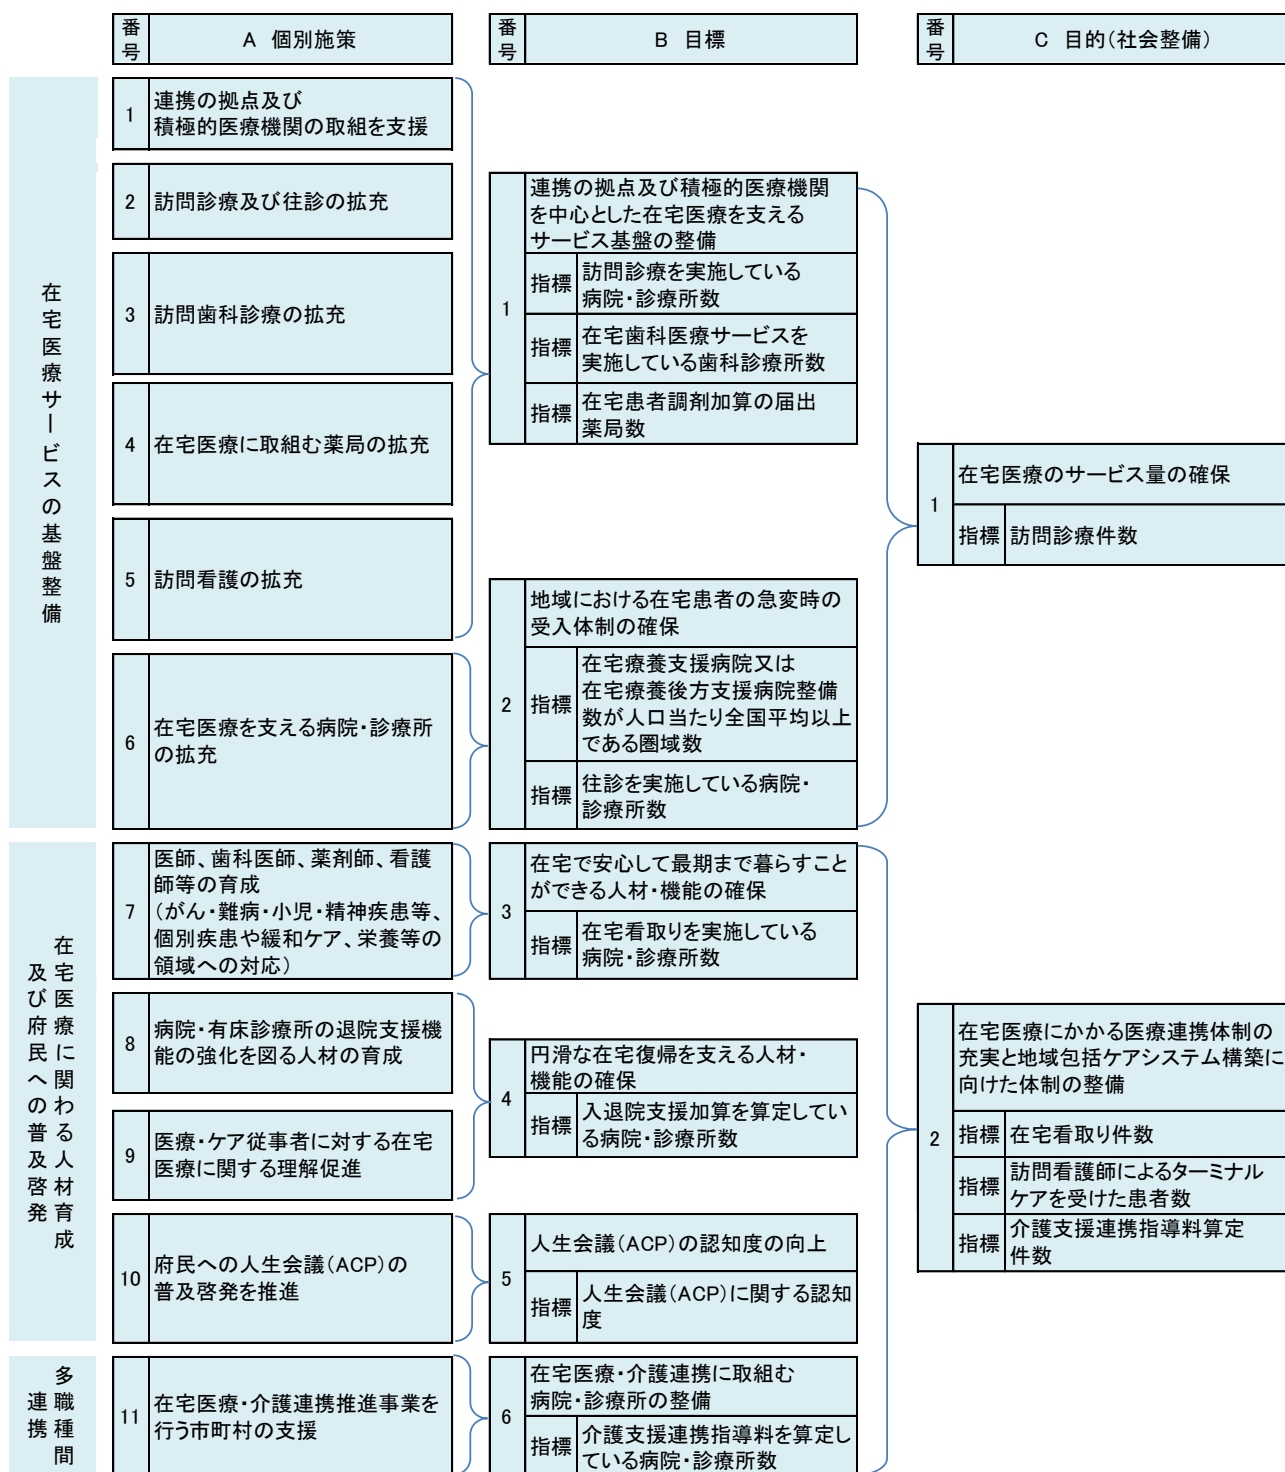 番号
A 個別施策
番号
B 目標
番号
C 目的(社会整備)
在宅医療サービスの基盤整備
1
連携の拠点及び
積極的医療機関の取組を支援
2
訪問診療及び往診の拡充
3
訪問歯科診療の拡充
4
在宅医療に取組む薬局の拡充
5
訪問看護の拡充
6
在宅医療を支える病院・診療所
の拡充
1
連携の拠点及び積極的医療機関
を中心とした在宅医療を支える
サービス基盤の整備
指標
訪問診療を実施している
病院・診療所数
指標
在宅歯科医療サービスを
実施している歯科診療所数
指標
在宅患者調剤加算の届出
薬局数
2
地域における在宅患者の急変時の
受入体制の確保
指標
在宅療養支援病院又は
在宅療養後方支援病院整備
数が人口当たり全国平均以上
である圏域数
指標
往診を実施している病院・
診療所数
1
在宅医療のサービス量の確保
指標
訪問診療件数
在宅医療に関わる人材育成
及び府民への普及啓発
7
医師、歯科医師、薬剤師、看護
師等の育成
(がん・難病・小児・精神疾患等、
個別疾患や緩和ケア、栄養等の
領域への対応)
8
病院・有床診療所の退院支援機
能の強化を図る人材の育成
9
医療・ケア従事者に対する在宅
医療に関する理解促進
10
府民への人生会議(ACP)の
普及啓発を推進
3
在宅で安心して最期まで暮らすこと
ができる人材・機能の確保
指標
在宅看取りを実施している
病院・診療所数
4
円滑な在宅復帰を支える人材・
機能の確保
指標
入退院支援加算を算定してい
る病院・診療所数
5
人生会議(ACP)の認知度の向上
指標
人生会議(ACP)に関する認知
度
多職種間
連携
11
在宅医療・介護連携推進事業を
行う市町村の支援
6
在宅医療・介護連携に取組む
病院・診療所の整備
指標
介護支援連携指導料を算定し
ている病院・診療所数
2
在宅医療にかかる医療連携体制の
充実と地域包括ケアシステム構築に
向けた体制の整備
指標
在宅看取り件数
指標
訪問看護師によるターミナル
ケアを受けた患者数
指標
介護支援連携指導料算定
件数